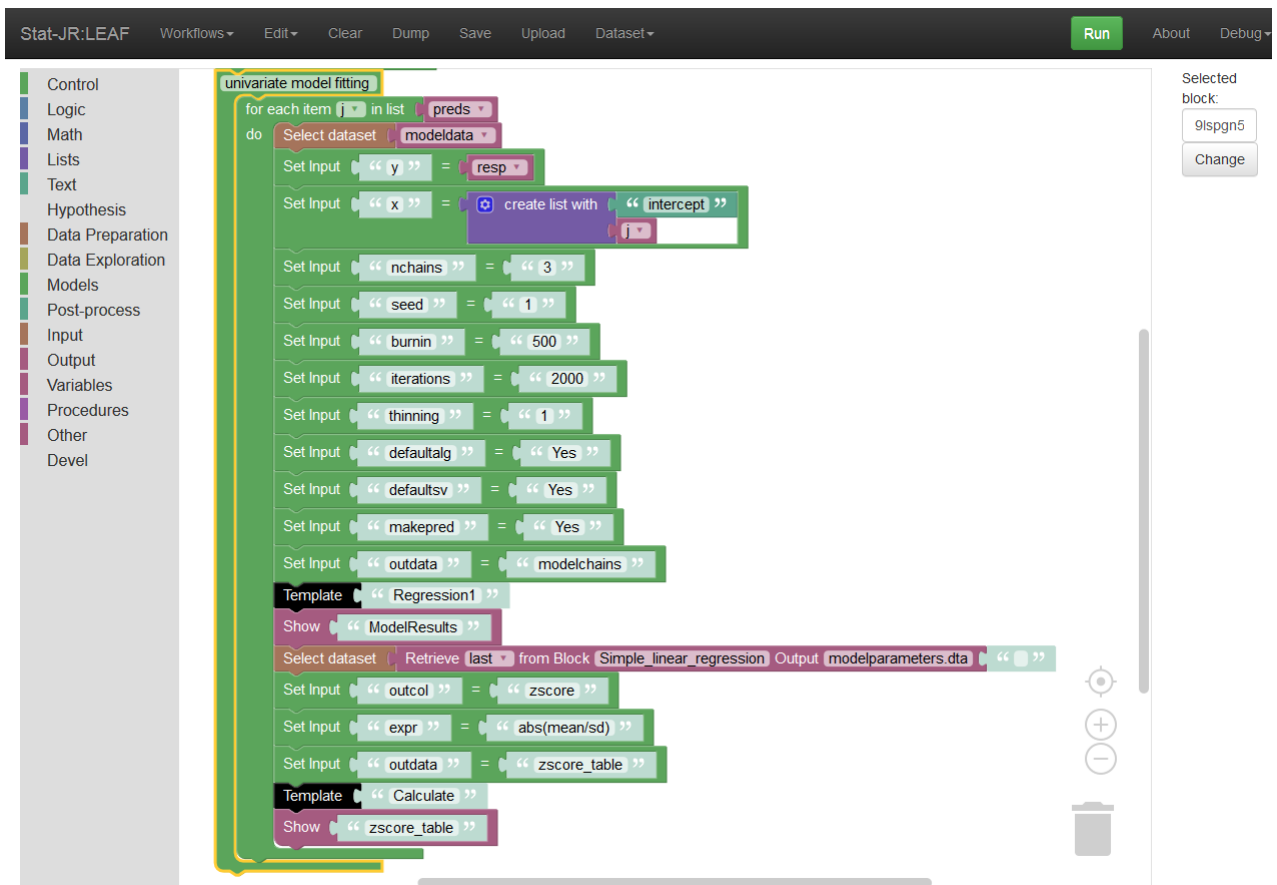 Stat-JR:LEAF Workflows Edit Clear Dump Save Upload Dataset Run About Debug
Control
Logic
Math
Lists
Text
Hypothesis
Data Preparation
Data Exploration
Models
Post-process
Input
Output
Variables
Procedures
Other
Devel
univariate model fitting
for each item j in list preds
do Select dataset modeldata
Set Input “ y ” = resp
Set Input “ x ” = create list with “ intercept ”
j
Set Input “ nchains ” = “ 3 ”
Set Input “ seed ” = “ 1 ”
Set Input “ burnin ” = “ 500 ”
Set Input “ iterations ” = “ 2000 ”
Set Input “ thinning ” = “ 1 ”
Set Input “ defaultalg ” = “ Yes ”
Set Input “ defaultsv ” = “ Yes ”
Set Input “ makepred ” = “ Yes ”
Set Input “ outdata ” = “ modelchains ”
Template “ Regression1 ”
Show “ ModelResults ”
Select dataset Retrieve last from Block Simple_linear_regression Output modelparameters.dta “ ”
Set Input “ outcol ” = “ zscore ”
Set Input “ expr ” = “ abs(mean/sd) ”
Set Input “ outdata ” = “ zscore_table ”
Template “ Calculate ”
Show “ zscore_table ”
Selected
block:
9lspgn5
Change